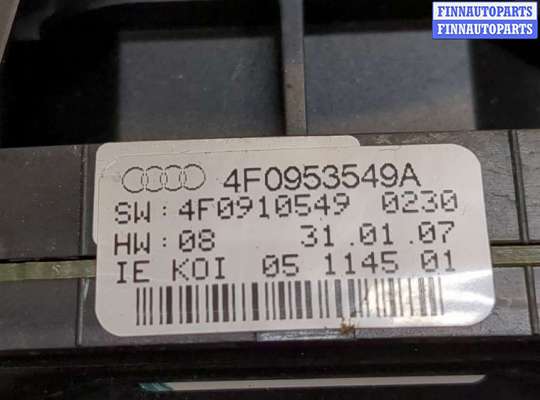 FINNAUTOPARTS
FINNAUTOPARTS
4F0953549A
SW: 4F0910549 0230
HW: 08 31.01.07
IE KOI 05 1145 01